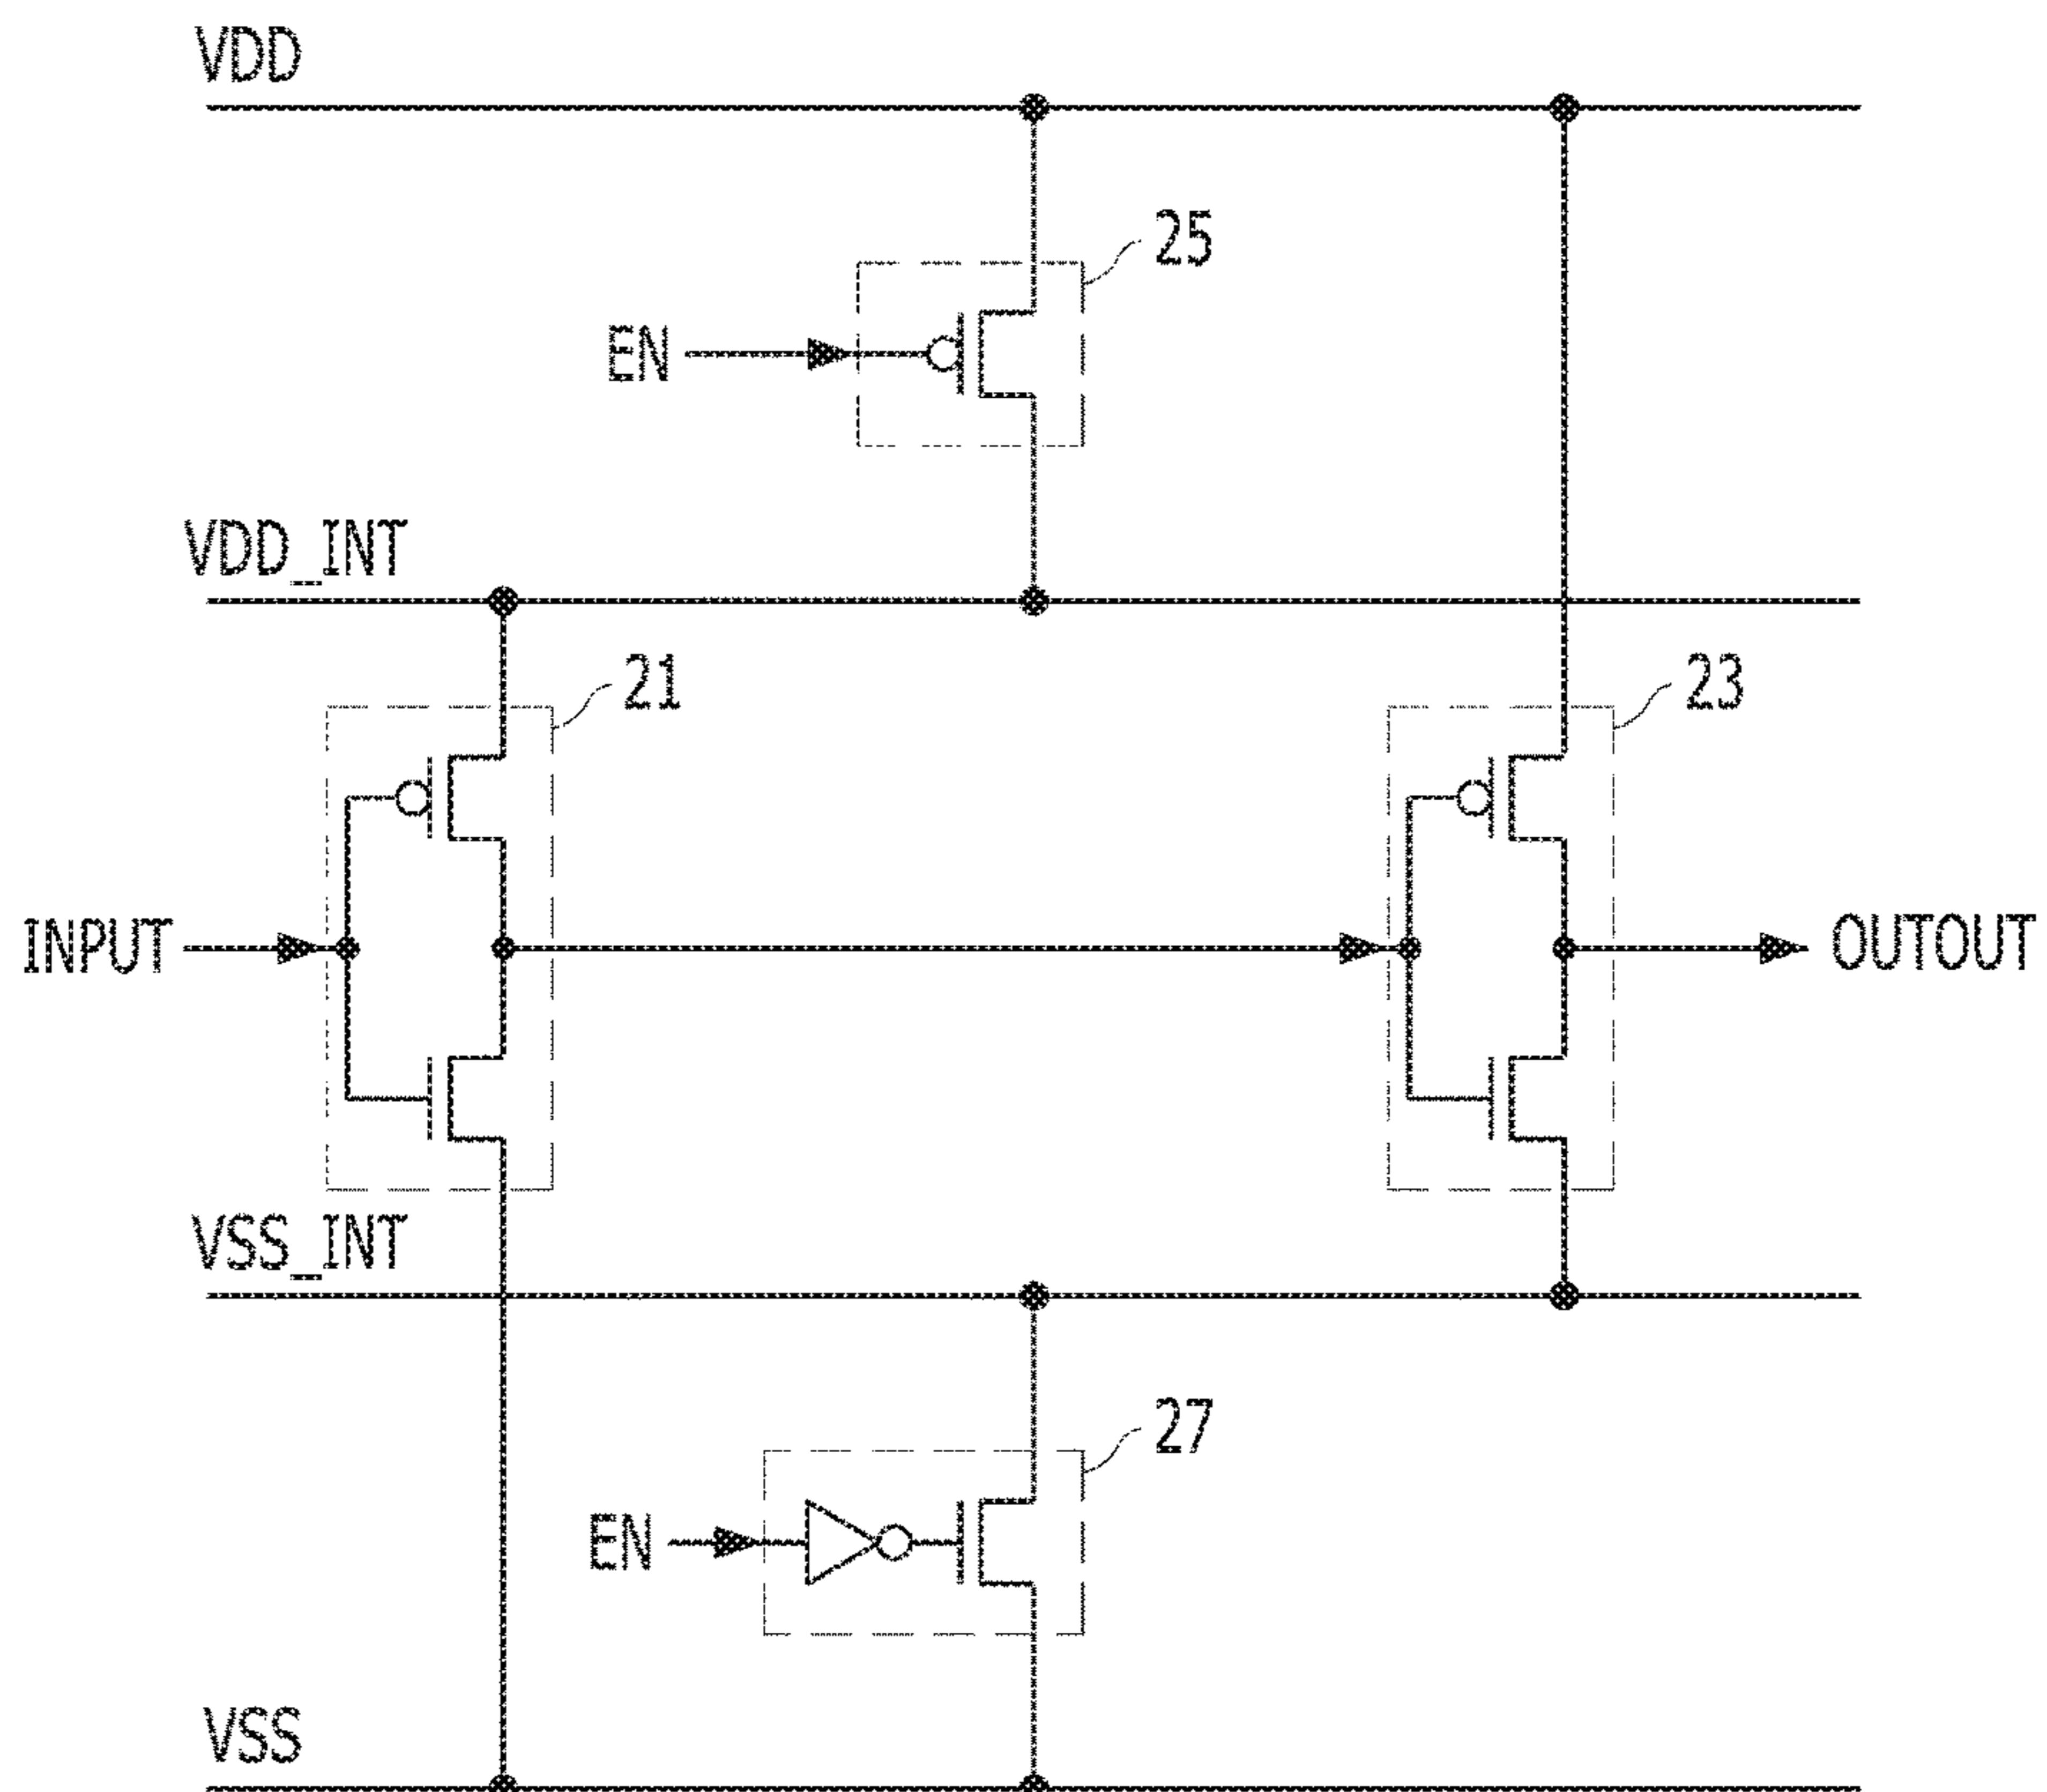 VDD
25
EN
VDD_INT
21
23
INPUT
OUTOUT
VSS_INT
27
EN
VSS